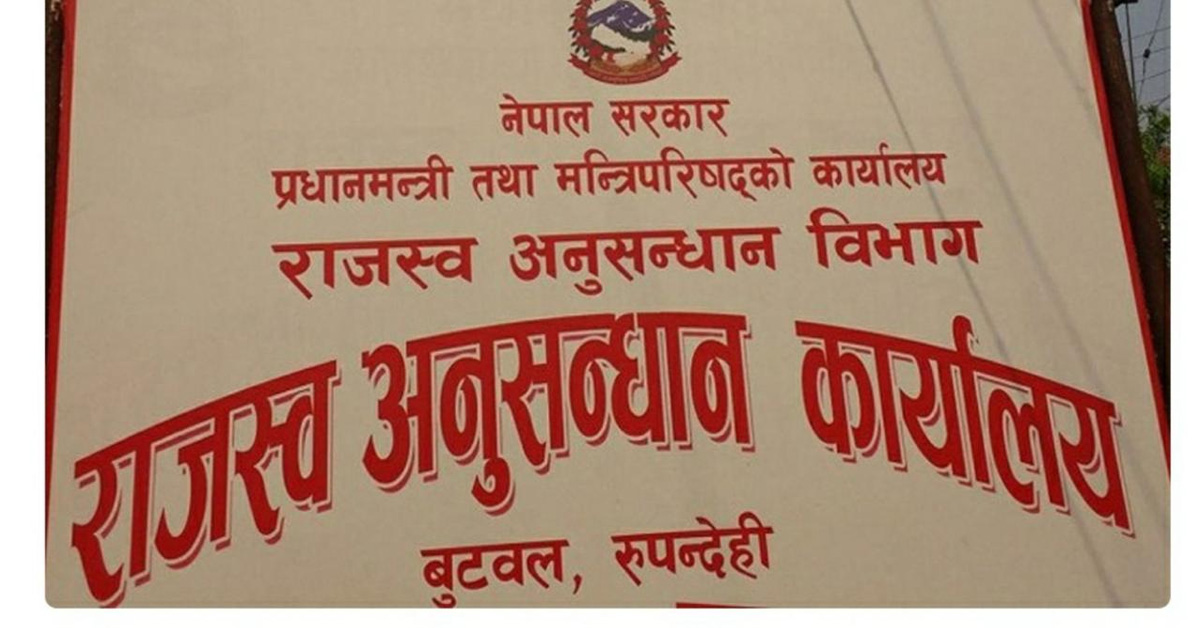 नेपाल सरकार
प्रधानमन्त्री तथा मन्त्रिपरिषद्को कार्यालय
राजस्व अनुसन्धान विभाग
राजस्व अनुसन्धान कार्यालय
बुटवल, रुपन्देही